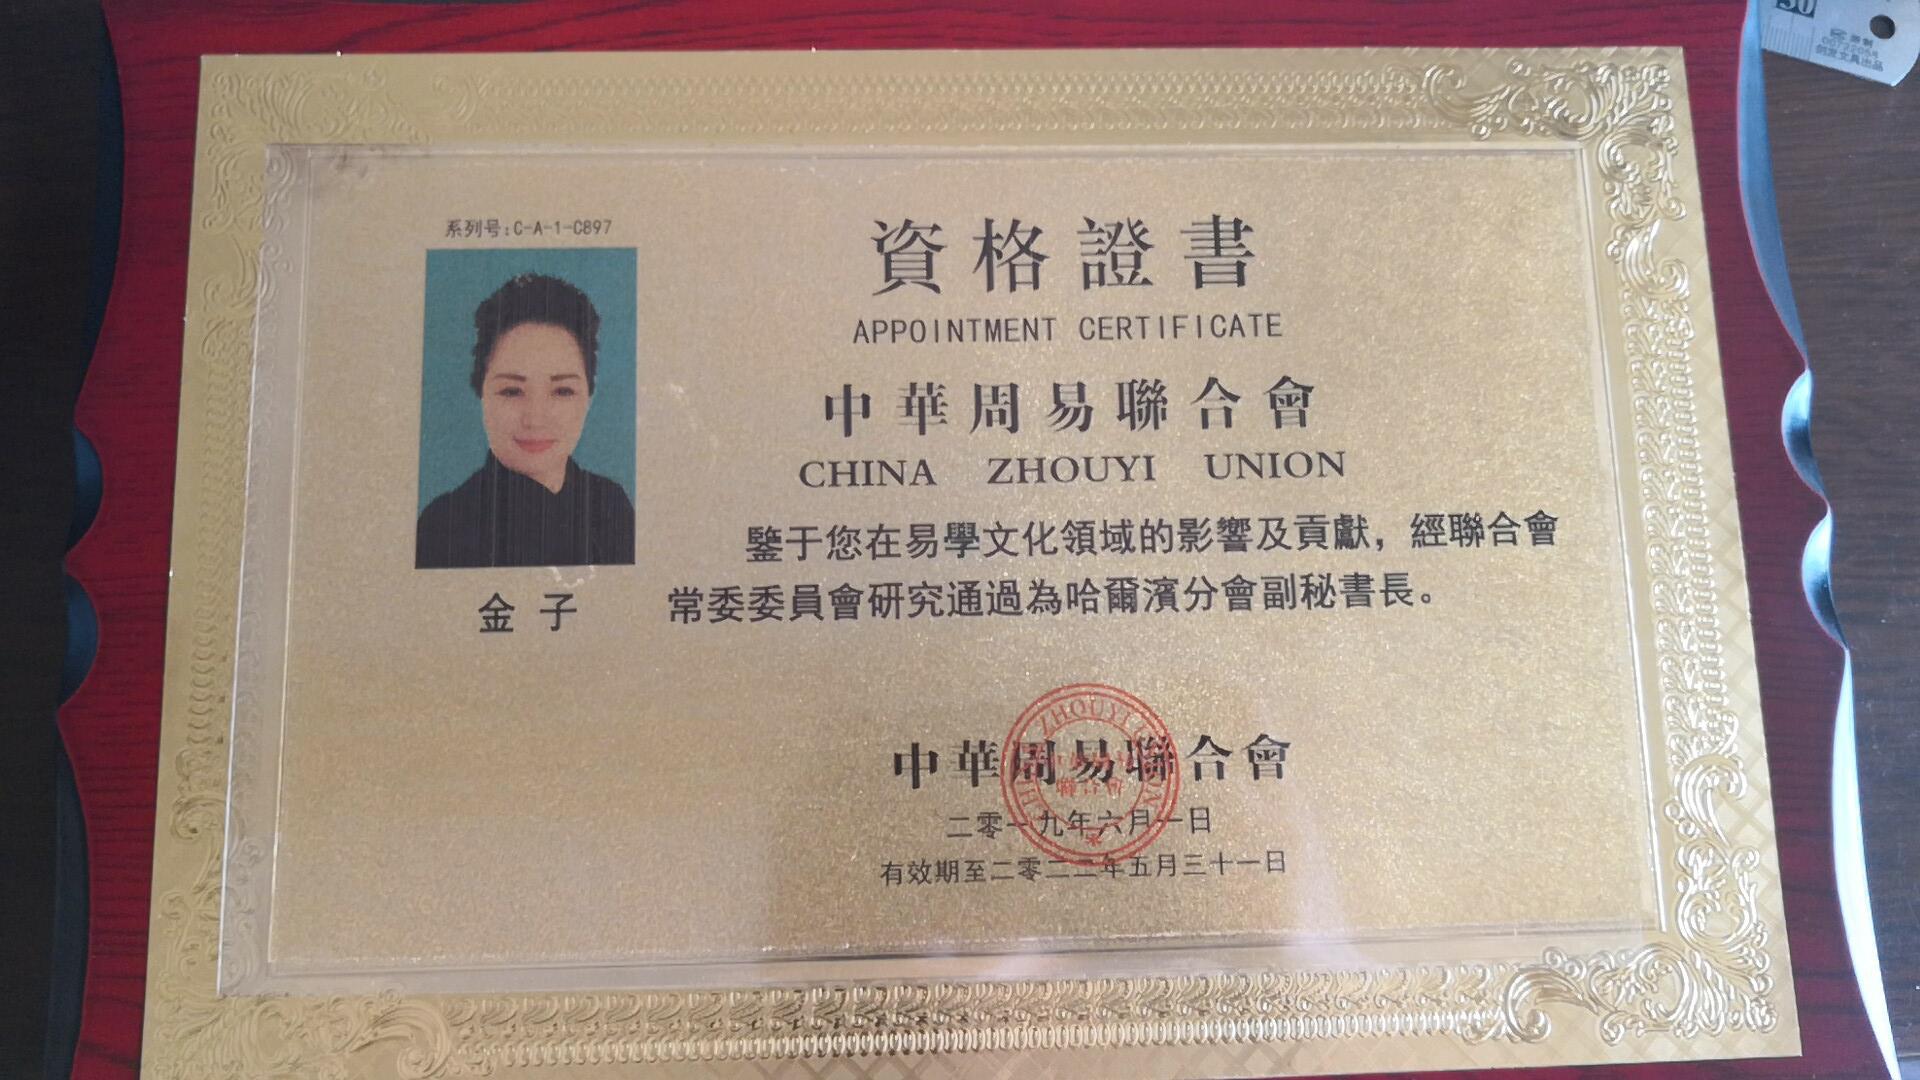 系列号:C-A-1-C897
資格證書
APPOINTMENT CERTIFICATE
中華周易聯合會
CHINA ZHOUYI UNION
鑒于您在易學文化領域的影響及貢獻，經聯合會
常委委員會研究通過為哈爾濱分會副秘書長。
金子
中華周易聯合會
二零一九年六月一日
有效期至二零二二年五月三十一日
ZHOUYI
30